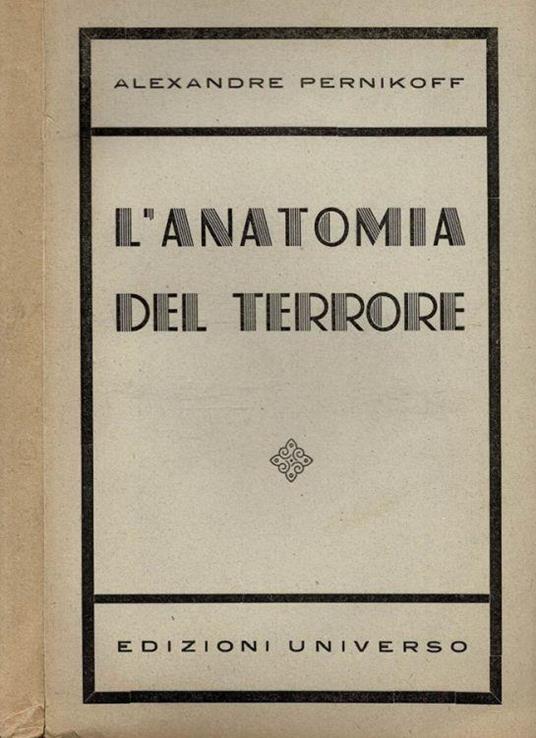 ALEXANDRE PERNIKOFF
L'ANATOMIA
DEL TERRORE
EDIZIONI UNIVERSO